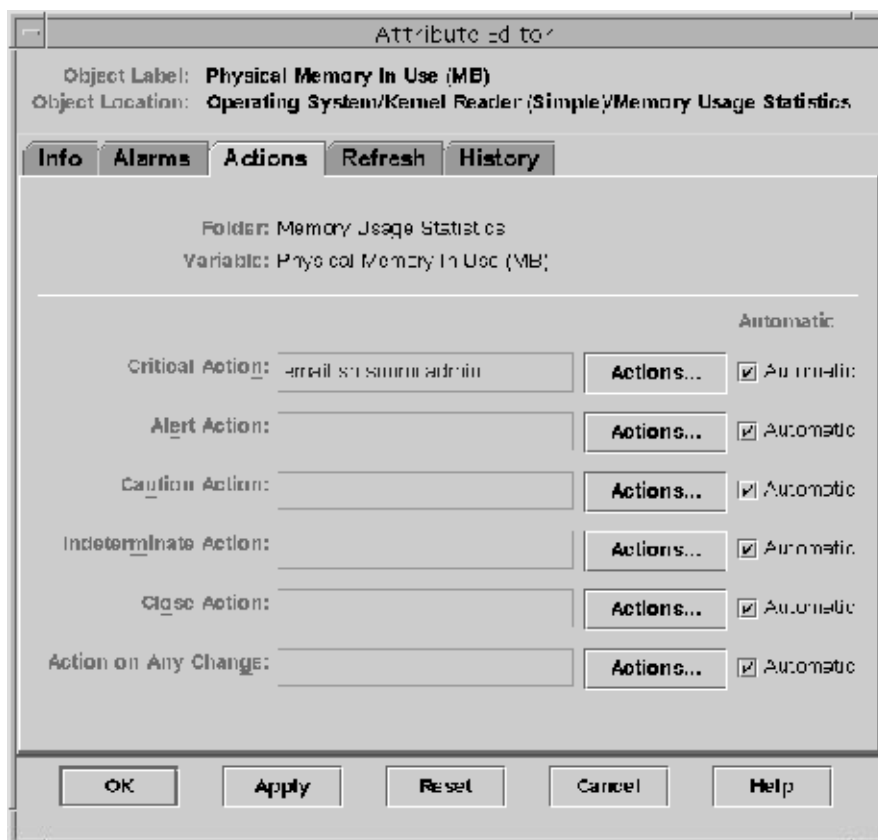 Attribute Editor
Object Label: Physical Memory In Use (MB)
Object Location: Operating System/Kernel Reader (Simple)/Memory Usage Statistics
Info Alarms Actions Refresh History
Folder: Memory Usage Statistics
Variable: Physical Memory In Use (MB)
Automatic
Critical Action: email.sh Actions... Automatic
Alert Action: Actions... Automatic
Caution Action: Actions... Automatic
Indeterminate Action: Actions... Automatic
Close Action: Actions... Automatic
Action on Any Change: Actions... Automatic
OK Apply Reset Cancel Help